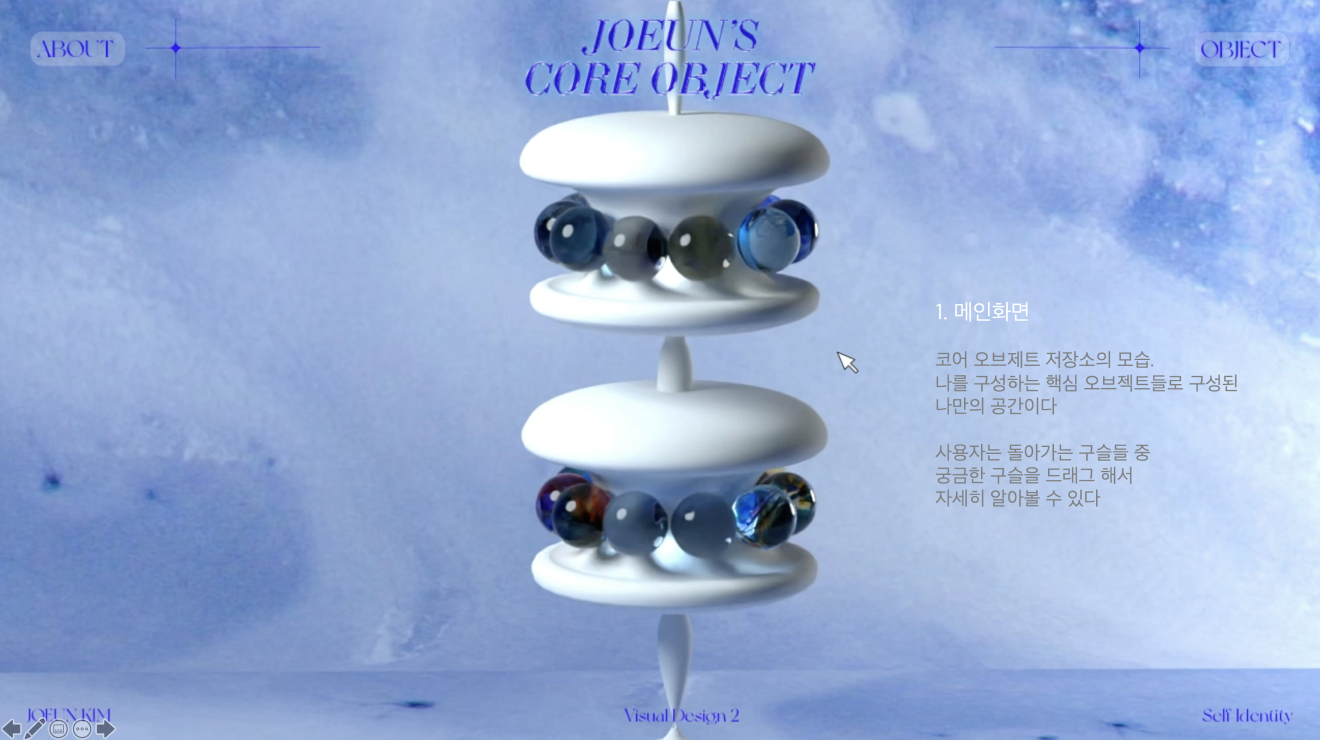 ABOUT
JOEUN'S
CORE OBJECT
OBJECT
1. 메인화면
코어 오브제트 저장소의 모습.
나를 구성하는 핵심 오브젝트들로 구성된
나만의 공간이다
사용자는 돌아가는 구슬들 중
궁금한 구슬을 드래그 해서
자세히 알아볼 수 있다
JOEUN KIM
Visual Design 2
Self Identity